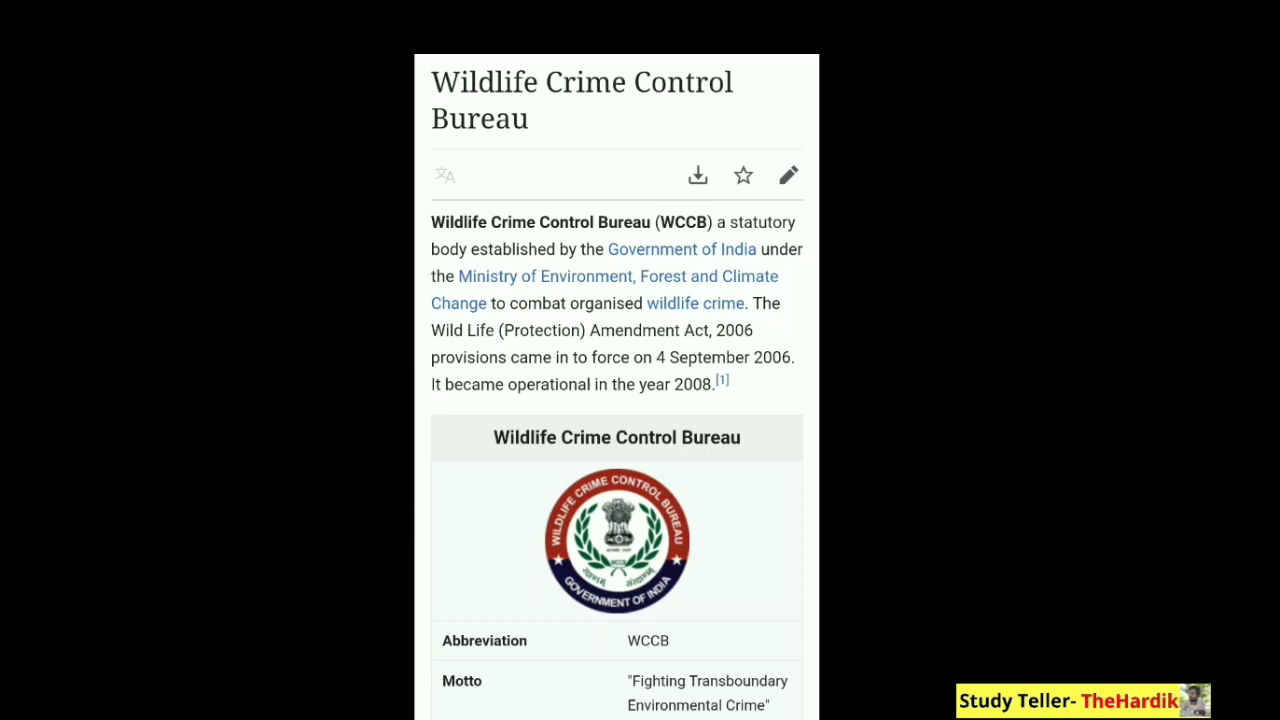 Wildlife Crime Control
Bureau
Wildlife Crime Control Bureau (WCCB) a statutory
body established by the Government of India under
the Ministry of Environment, Forest and Climate
Change to combat organised wildlife crime. The
Wild Life (Protection) Amendment Act, 2006
provisions came in to force on 4 September 2006.
It became operational in the year 2008.[1]
Wildlife Crime Control Bureau
WILDLIFE CRIME CONTROL BUREAU
WCCB
GOVERNMENT OF INDIA
Abbreviation WCCB
Motto "Fighting Transboundary
Environmental Crime"
Study Teller- TheHardik